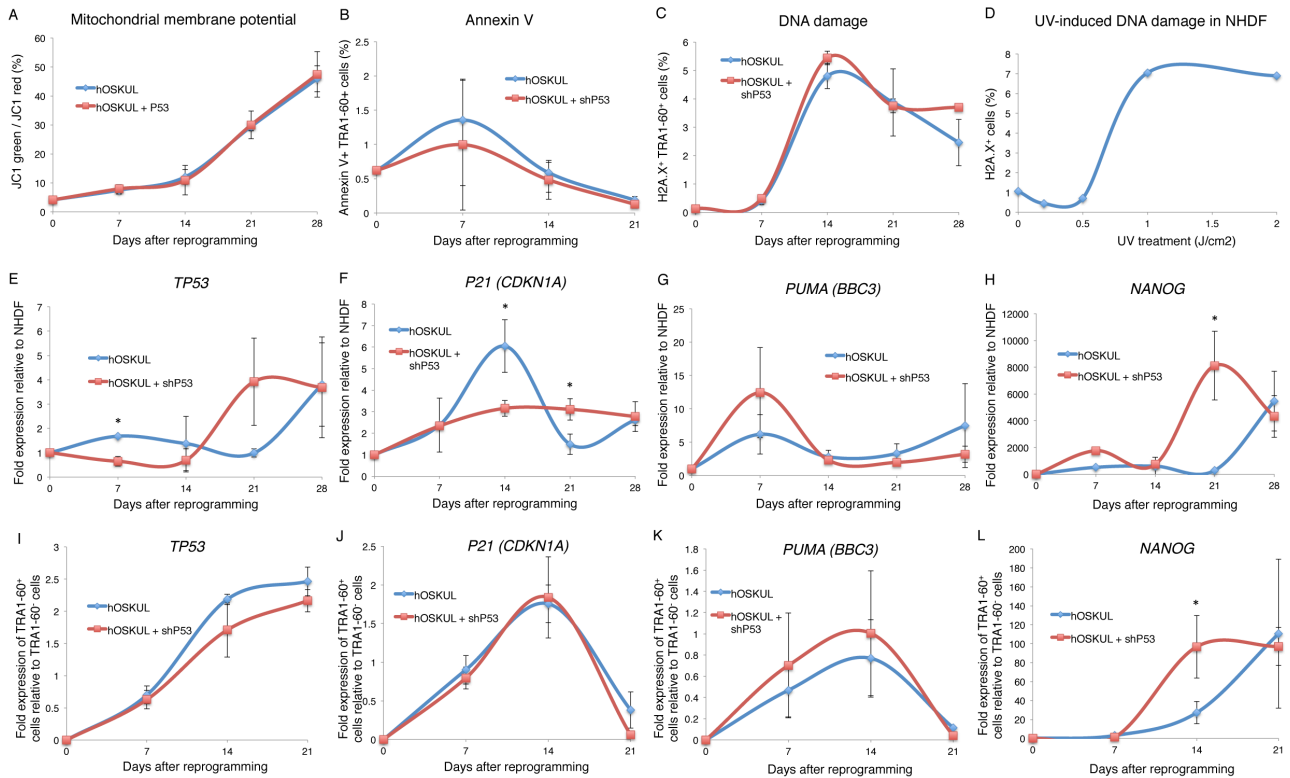 A
Mitochondrial membrane potential
JC1 green / JC1 red (%)
60
50
40
30
20
10
0
hOSKUL
hOSKUL + P53
0 7 14 21 28
Days after reprogramming
B
Annexin V
Annexin V+ TRA1-60+ cells (%)
2.5
2
1.5
1
0.5
0
hOSKUL
hOSKUL + shP53
0 7 14 21
Days after reprogramming
C
DNA damage
H2A.X⁺ TRA1-60⁺ cells (%)
6
5
4
3
2
1
0
hOSKUL
hOSKUL +
shP53
0 7 14 21 28
Days after reprogramming
D
UV-induced DNA damage in NHDF
H2A.X⁺ cells (%)
8
7
6
5
4
3
2
1
0
0 0.5 1 1.5 2
UV treatment (J/cm2)
E
TP53
Fold expression relative to NHDF
7
6
5
4
3
2
1
0
hOSKUL
hOSKUL + shP53
*
0 7 14 21 28
Days after reprogramming
F
P21 (CDKN1A)
Fold expression relative to NHDF
8
7
6
5
4
3
2
1
0
hOSKUL
hOSKUL +
shP53
*
*
0 7 14 21 28
Days after reprogramming
G
PUMA (BBC3)
Fold expression relative to NHDF
25
20
15
10
5
0
hOSKUL
hOSKUL + shP53
0 7 14 21 28
Days after reprogramming
H
NANOG
Fold expression relative to NHDF
12000
10000
8000
6000
4000
2000
0
hOSKUL
hOSKUL + shP53
*
0 7 14 21 28
Days after reprogramming
I
TP53
Fold expression of TRA1-60⁺
cells relative to TRA1-60⁻ cells
3
2.5
2
1.5
1
0.5
0
hOSKUL
hOSKUL + shP53
0 7 14 21
Days after reprogramming
J
P21 (CDKN1A)
Fold expression of TRA1-60⁺
cells relative to TRA1-60⁻ cells
2.5
2
1.5
1
0.5
0
hOSKUL
hOSKUL + shP53
0 7 14 21
Days after reprogramming
K
PUMA (BBC3)
Fold expression of TRA1-60⁺
cells relative to TRA1-60⁻ cells
1.8
1.6
1.4
1.2
1
0.8
0.6
0.4
0.2
0
hOSKUL
hOSKUL +
shP53
0 7 14 21
Days after reprogramming
L
NANOG
Fold expression of TRA1-60⁺
cells relative to TRA1-60⁻ cells
200
180
160
140
120
100
80
60
40
20
0
hOSKUL
hOSKUL + shP53
*
0 7 14 21
Days after reprogramming